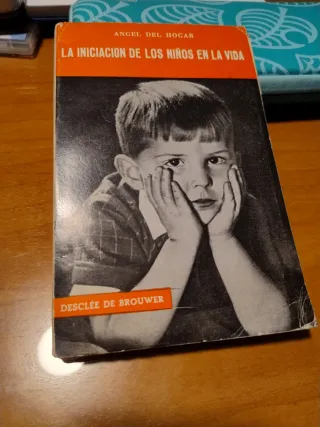 ANGEL DEL HOGAR
LA INICIACION DE LOS NIÑOS EN LA VIDA
DESCLÉE DE BROUWER